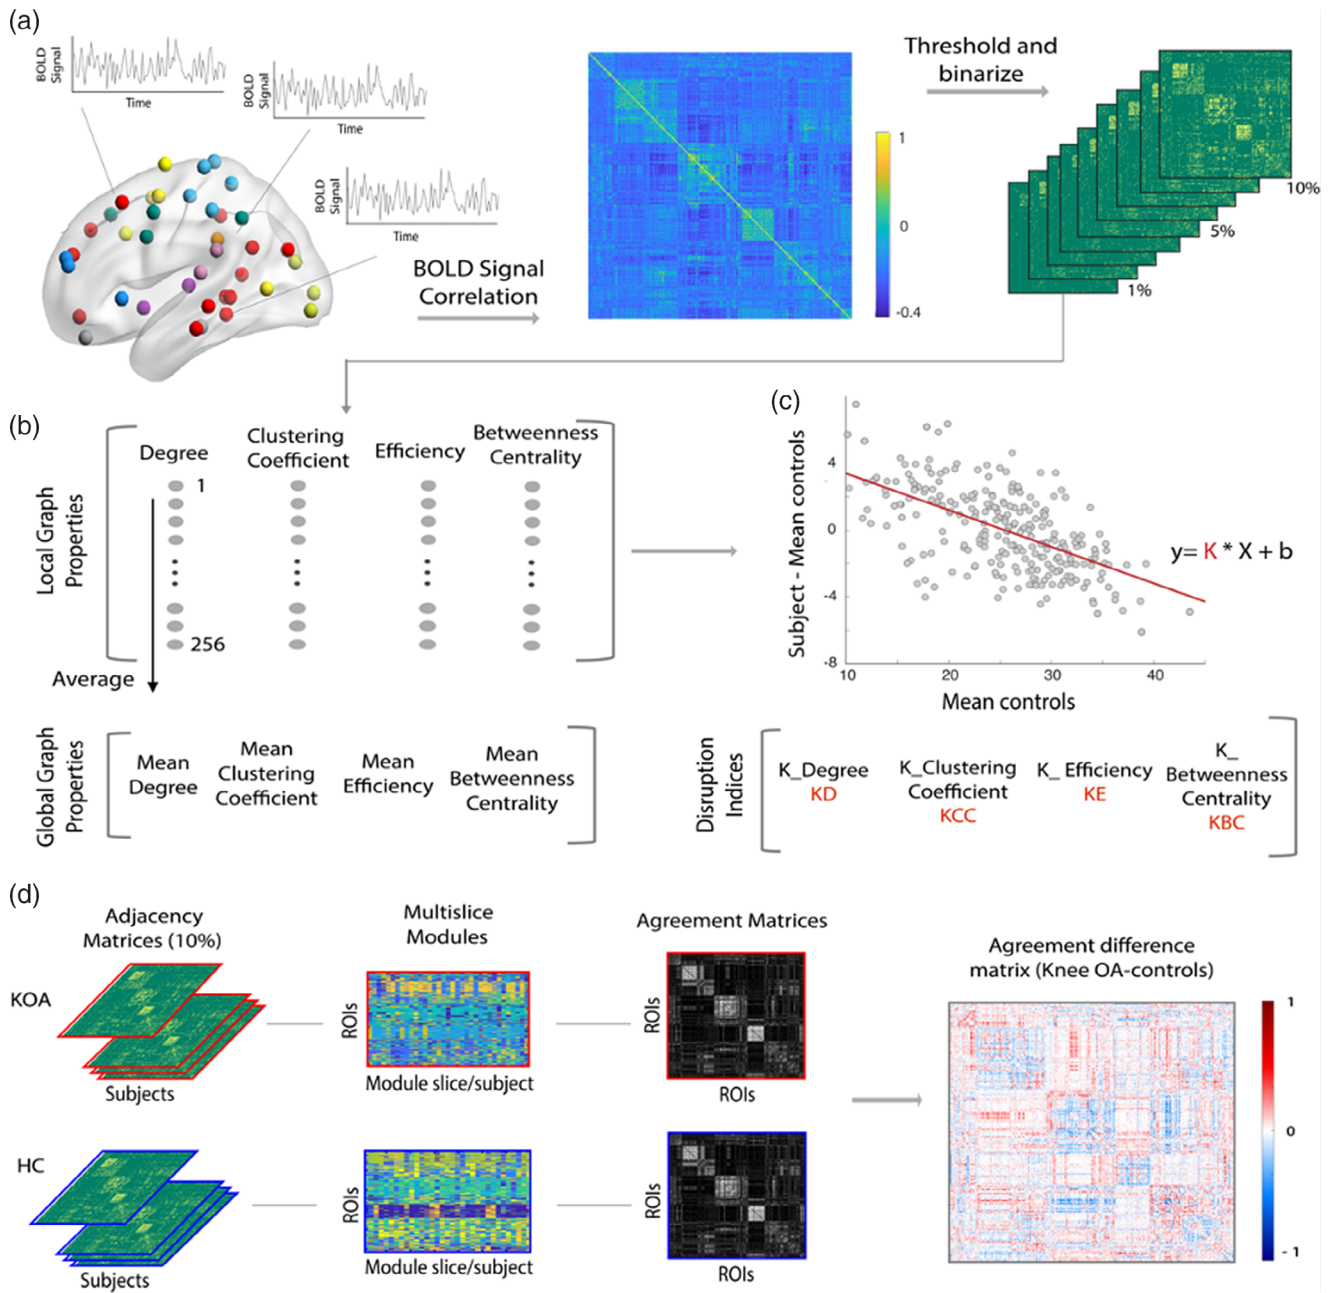 (a)
BOLD
Signal
Time
BOLD
Signal
Time
BOLD
Signal
Time
BOLD Signal
Correlation
1
0
-0.4
Threshold and
binarize
10%
5%
1%
(b)
Local Graph
Properties
Degree
Clustering
Coefficient
Efficiency
Betweenness
Centrality
1
256
Average
Global Graph
Properties
Mean
Degree
Mean
Clustering
Coefficient
Mean
Efficiency
Mean
Betweenness
Centrality
(c)
Subject - Mean controls
4
0
-4
-8
10
20
30
40
Mean controls
y= K * X + b
Disruption
Indices
K_Degree
KD
K_Clustering
Coefficient
KCC
K_ Efficiency
KE
K_
Betweenness
Centrality
KBC
(d)
Adjacency
Matrices (10%)
Multislice
Modules
Agreement Matrices
Agreement difference
matrix (Knee OA-controls)
KOA
Subjects
ROIs
Module slice/subject
ROIs
ROIs
HC
Subjects
ROIs
Module slice/subject
ROIs
ROIs
1
0
- 1